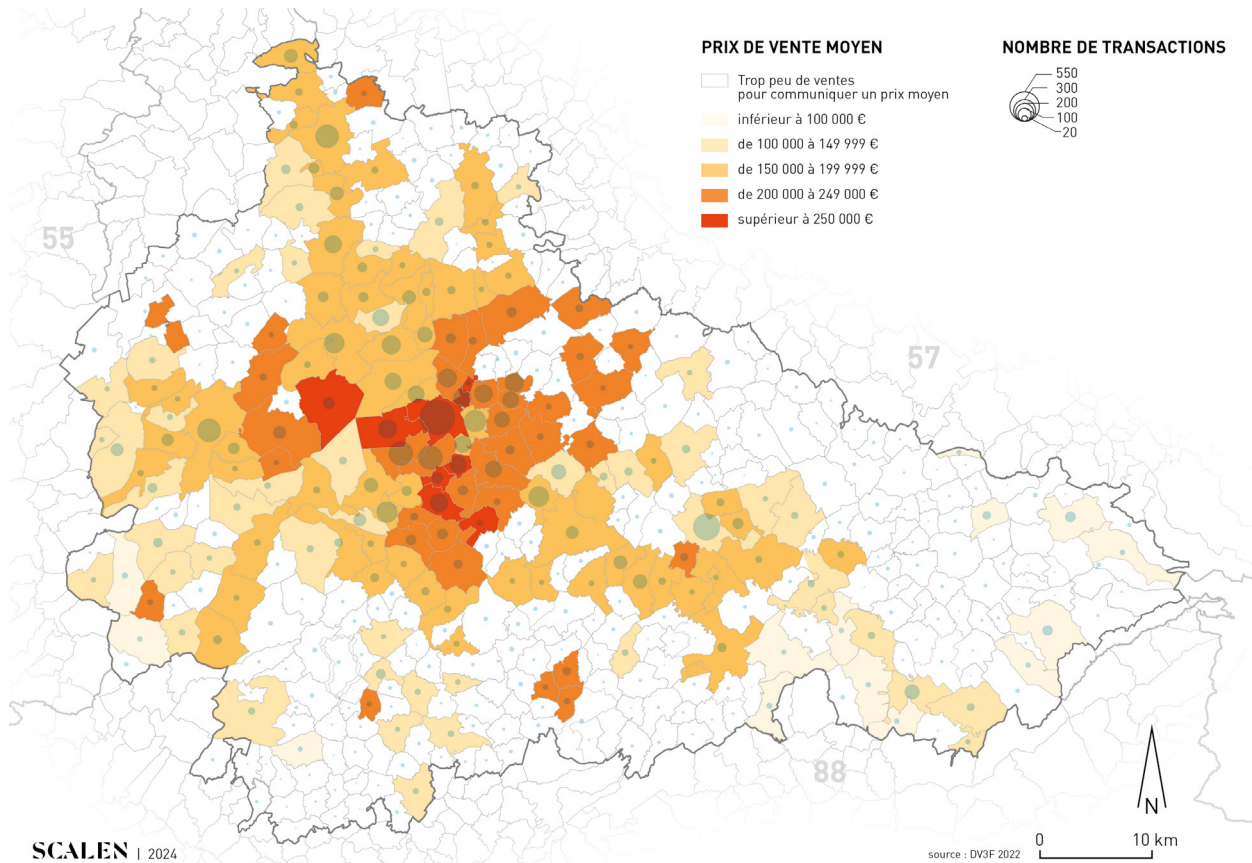 PRIX DE VENTE MOYEN
Trop peu de ventes
pour communiquer un prix moyen
inférieur à 100 000 €
de 100 000 à 149 999 €
de 150 000 à 199 999 €
de 200 000 à 249 000 €
supérieur à 250 000 €
NOMBRE DE TRANSACTIONS
550
300
200
100
20
55
57
88
N
0 10 km
SCALEN | 2024
source : DV3F 2022